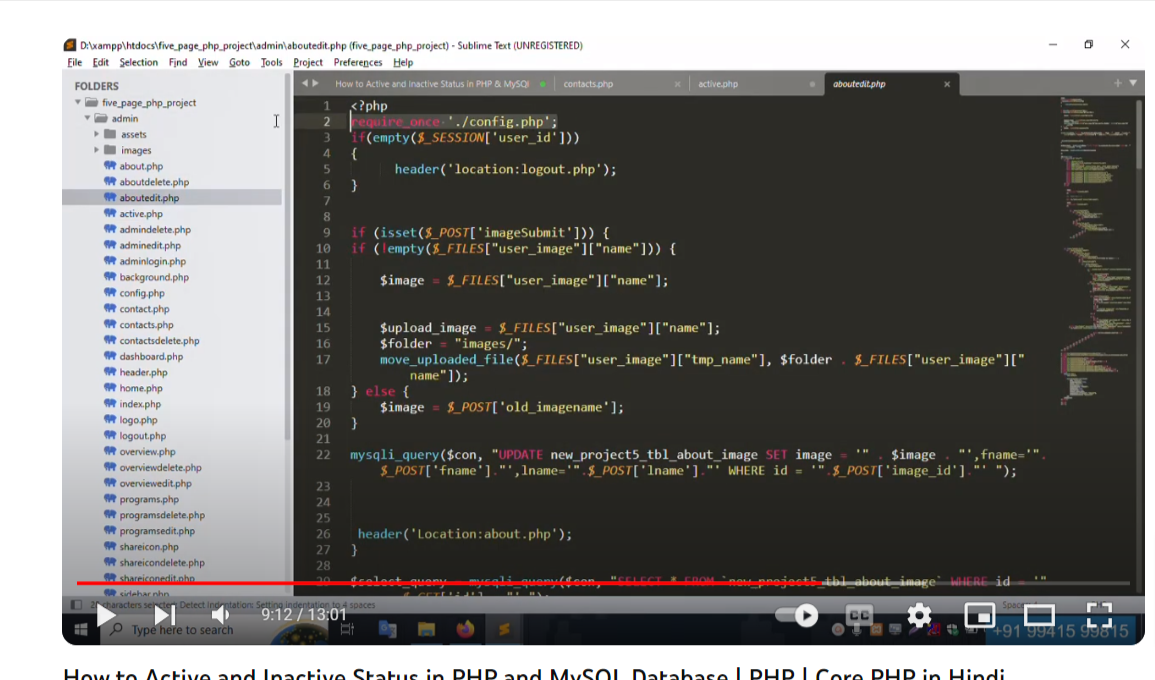 D:\xampp\htdocs\five_page_php_project\admin\aboutedit.php (five_page_php_project) - Sublime Text (UNREGISTERED)
File Edit Selection Find View Goto Tools Project Preferences Help
FOLDERS
five_page_php_project
admin
assets
images
about.php
aboutdelete.php
aboutedit.php
active.php
admindelete.php
adminedit.php
adminlogin.php
background.php
config.php
contact.php
contacts.php
contactsdelete.php
dashboard.php
header.php
home.php
index.php
logo.php
logout.php
overview.php
overviewdelete.php
overviewedit.php
programs.php
programsdelete.php
programsedit.php
shareicon.php
shareicondelete.php
shareiconedit.php
sidebar.php
How to Active and Inactive Status in PHP & MySQL contacts.php active.php aboutedit.php
1 <?php
2 require_once './config.php';
3 if(empty($_SESSION['user_id']))
4 {
5 header('location:logout.php');
6 }
7
8
9 if (isset($_POST['imageSubmit'])) {
10 if (!empty($_FILES["user_image"]["name"])) {
11
12 $image = $_FILES["user_image"]["name"];
13
14
15 $upload_image = $_FILES["user_image"]["name"];
16 $folder = "images/";
17 move_uploaded_file($_FILES["user_image"]["tmp_name"], $folder . $_FILES["user_image"]["
name"]);
18 } else {
19 $image = $_POST['old_imagename'];
20 }
21
22 mysqli_query($con, "UPDATE new_project5_tbl_about_image SET image = '" . $image . "',fname='".
$_POST['fname']."',lname='".$_POST['lname']."' WHERE id = '".$_POST['image_id']."' ");
23
24
25
26 header('Location:about.php');
27 }
28
29 $select_query = mysqli_query($con, "SELECT * FROM `new_project5_tbl_about_image` WHERE id = '"
. $_GET['id'] . "'
28 characters selected; Detect Indentation: Setting indentation to 4 spaces
9:12 / 13:01
CC
Type here to search
+91 99415 99815
How to Active and Inactive Status in PHP and MySQL Database | PHP | Core PHP in Hindi